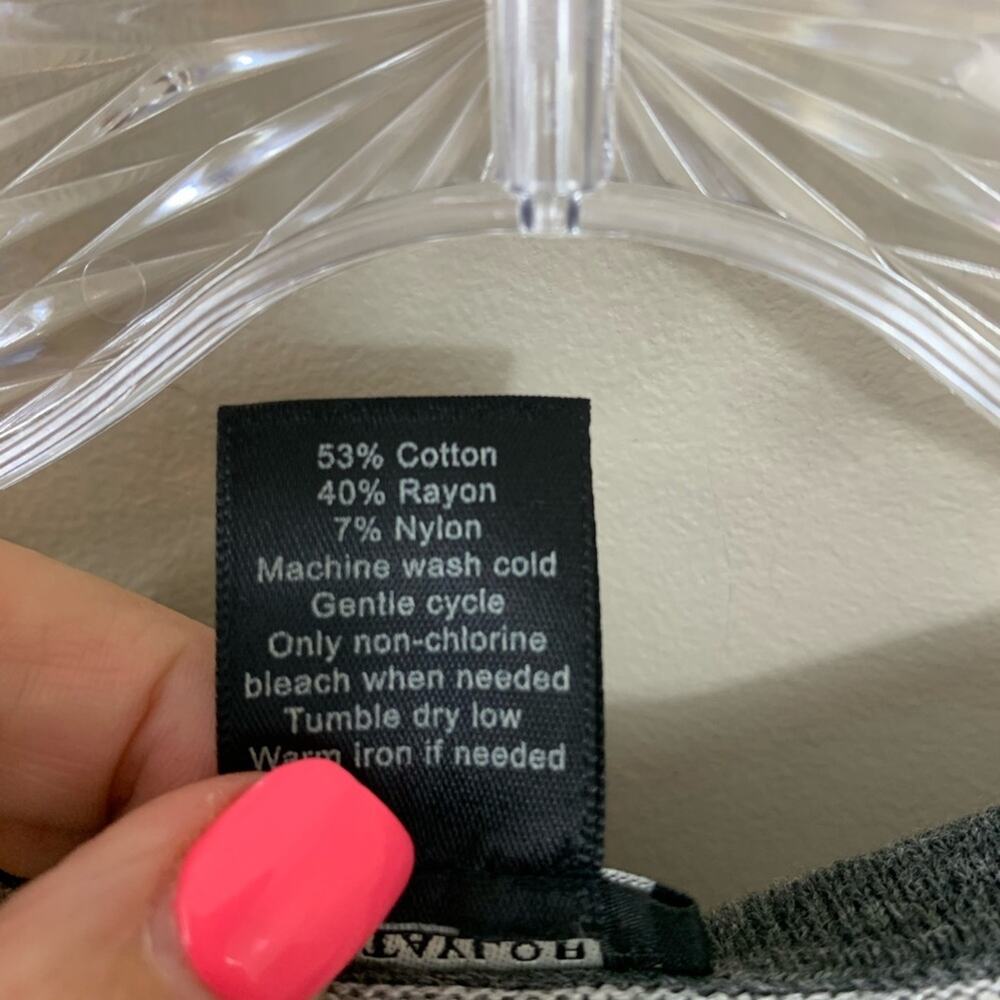 53% Cotton
40% Rayon
7% Nylon
Machine wash cold
Gentle cycle
Only non-chlorine
bleach when needed
Tumble dry low
Warm iron if needed